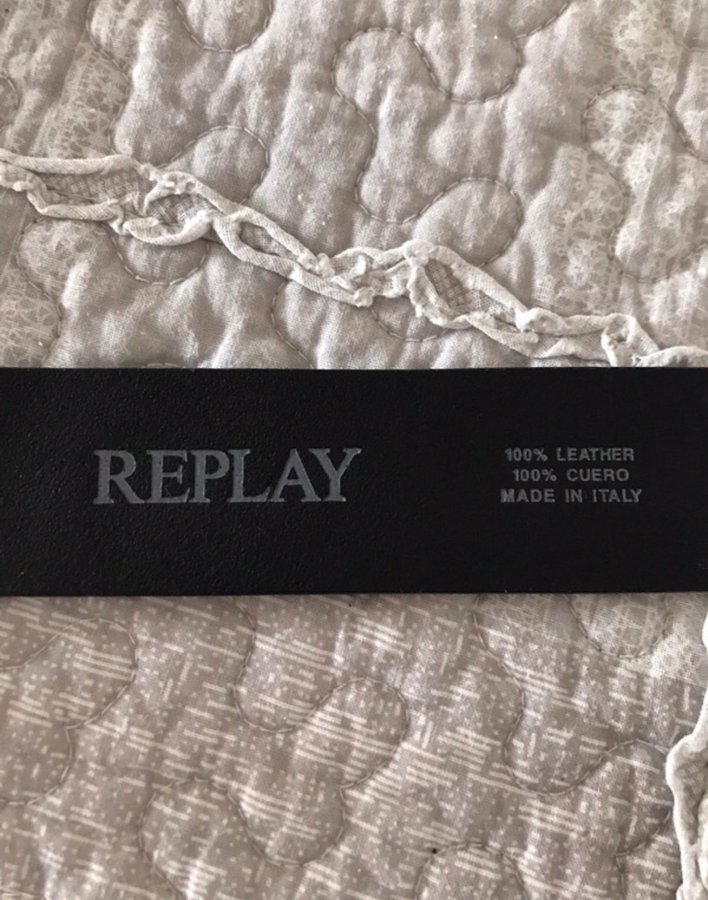 REPLAY
100% LEATHER
100% CUERO
MADE IN ITALY